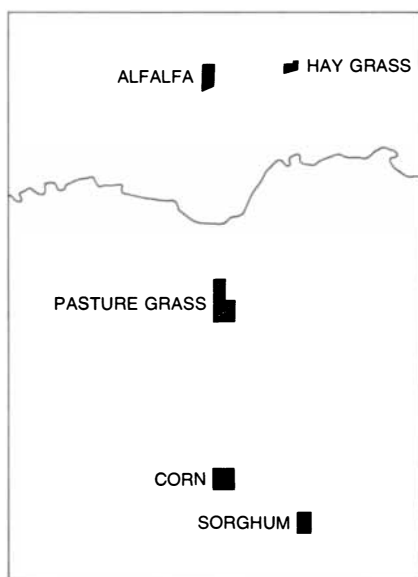 ALFALFA
HAY GRASS
PASTURE GRASS
CORN
SORGHUM